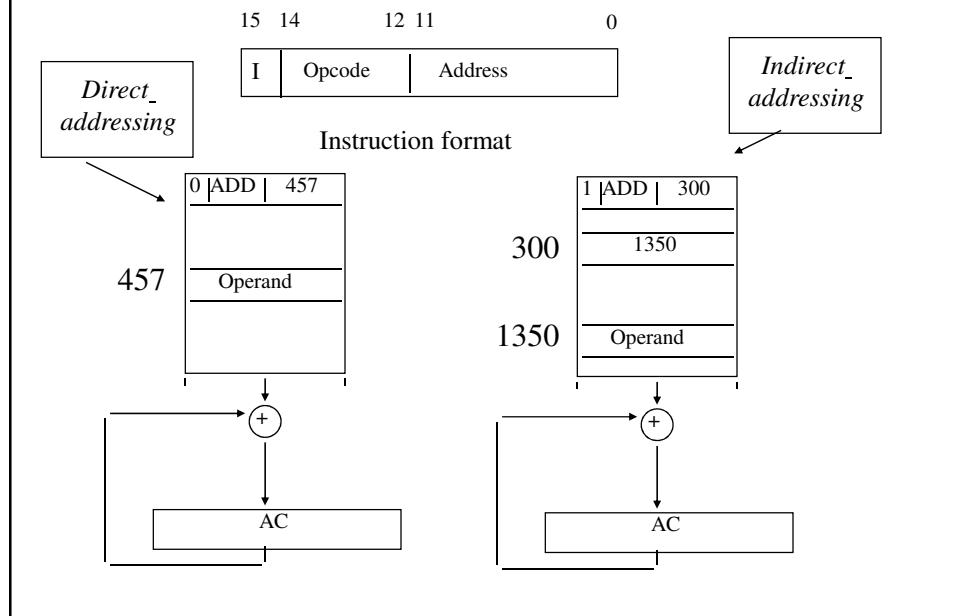 15 14 12 11 0
I Opcode Address
Instruction format
Direct
addressing
0 ADD 457
457 Operand
AC
Indirect
addressing
1 ADD 300
300 1350
1350 Operand
AC
+
+